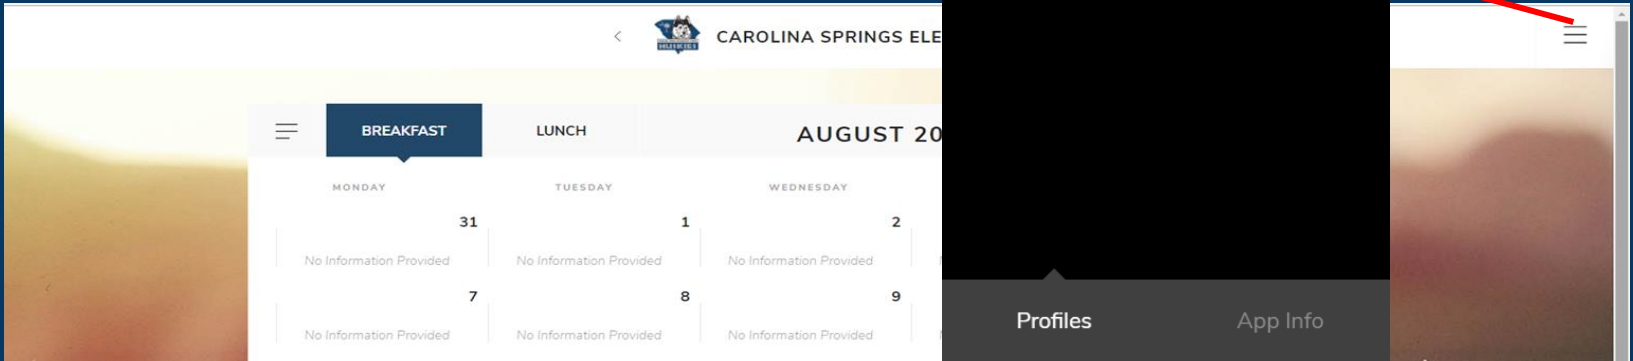 <
HUSKIES
CAROLINA SPRINGS ELE
BREAKFAST
LUNCH
AUGUST 20
MONDAY
TUESDAY
WEDNESDAY
31
1
2
No Information Provided
No Information Provided
No Information Provided
7
8
9
No Information Provided
No Information Provided
No Information Provided
Profiles
App Info